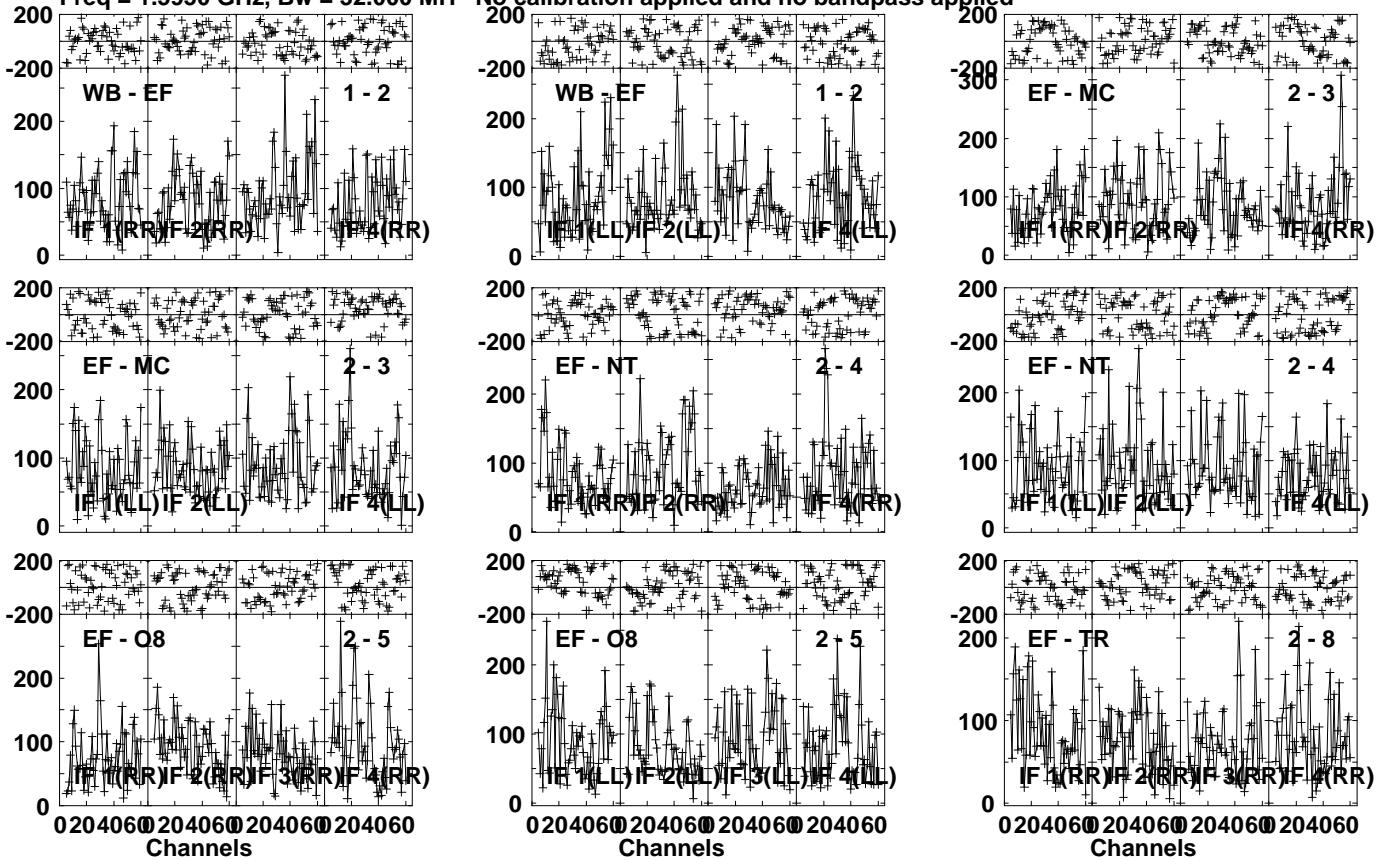 calibration applied and no bandpass applied
200 200 200
-200 -200 -200
WB - EF 1 - 2 WB - EF 1 - 2 300 EF - MC 2 - 3
200 200 200
100 100 100
IF 1(RR) IF 2(RR) IF 4(RR) IF 1(LL) IF 2(LL) IF 4(LL) IF 1(RR) IF 2(RR) IF 4(RR)
0 0 0
200 200 200
-200 -200 -200
EF - MC 2 - 3 EF - NT 2 - 4 EF - NT 2 - 4
200 200 200
100 100 100
IF 1(LL) IF 2(LL) IF 4(LL) IF 1(RR) IF 2(RR) IF 4(RR) IF 1(LL) IF 2(LL) IF 4(LL)
0 0 0
200 200 200
-200 -200 -200
EF - O8 2 - 5 EF - O8 2 - 5 EF - TR 2 - 8
200 200 200
100 100 100
IF 1(RR) IF 2(RR) IF 3(RR) IF 4(RR) IF 1(LL) IF 2(LL) IF 3(LL) IF 4(LL) IF 1(RR) IF 2(RR) IF 3(RR) IF 4(RR)
0 0 0
0 20 40 60 0 20 40 60 0 20 40 60 0 20 40 60 0 20 40 60 0 20 40 60 0 20 40 60 0 20 40 60 0 20 40 60 0 20 40 60 0 20 40 60 0 20 40 60
Channels Channels Channels